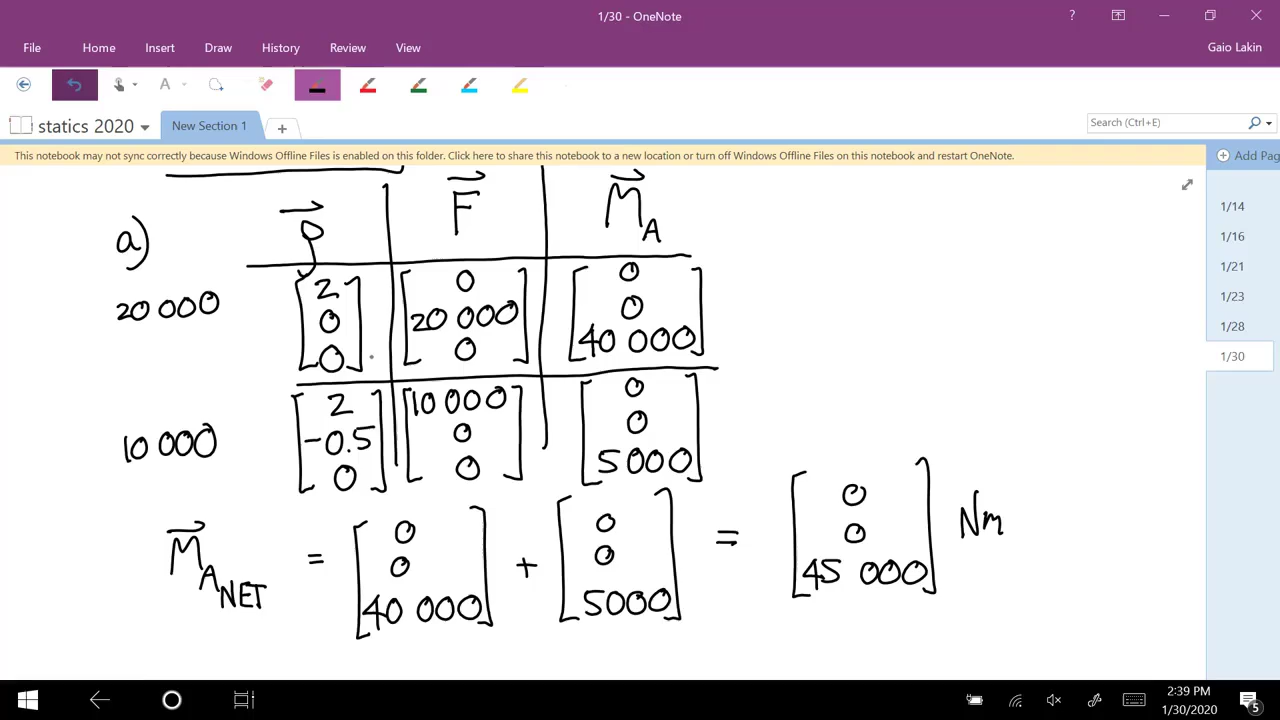 1/30 - OneNote
?
File Home Insert Draw History Review View
Gaio Lakin
A
statics 2020 New Section 1 +
Search (Ctrl+E)
This notebook may not sync correctly because Windows Offline Files is enabled on this folder. Click here to share this notebook to a new location or turn off Windows Offline Files on this notebook and restart OneNote.
Add Pag
1/14
1/16
1/21
1/23
1/28
1/30
a) ρ F M A
20 000
2 0 0
0 20 000 0
0 0 40 000
10 000
2 -0.5 0
10 000 0 0
0 0 5 000
M A NET = [0 0 40 000] + [0 0 5000] = [0 0 45 000] Nm
2:39 PM
1/30/2020
5